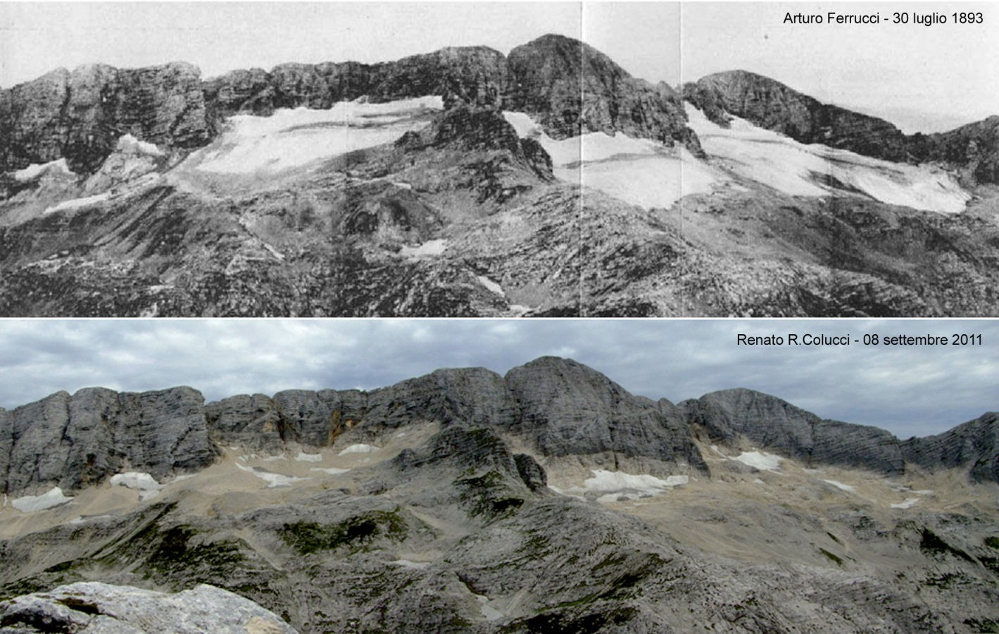 Arturo Ferrucci - 30 luglio 1893
Renato R.Colucci - 08 settembre 2011